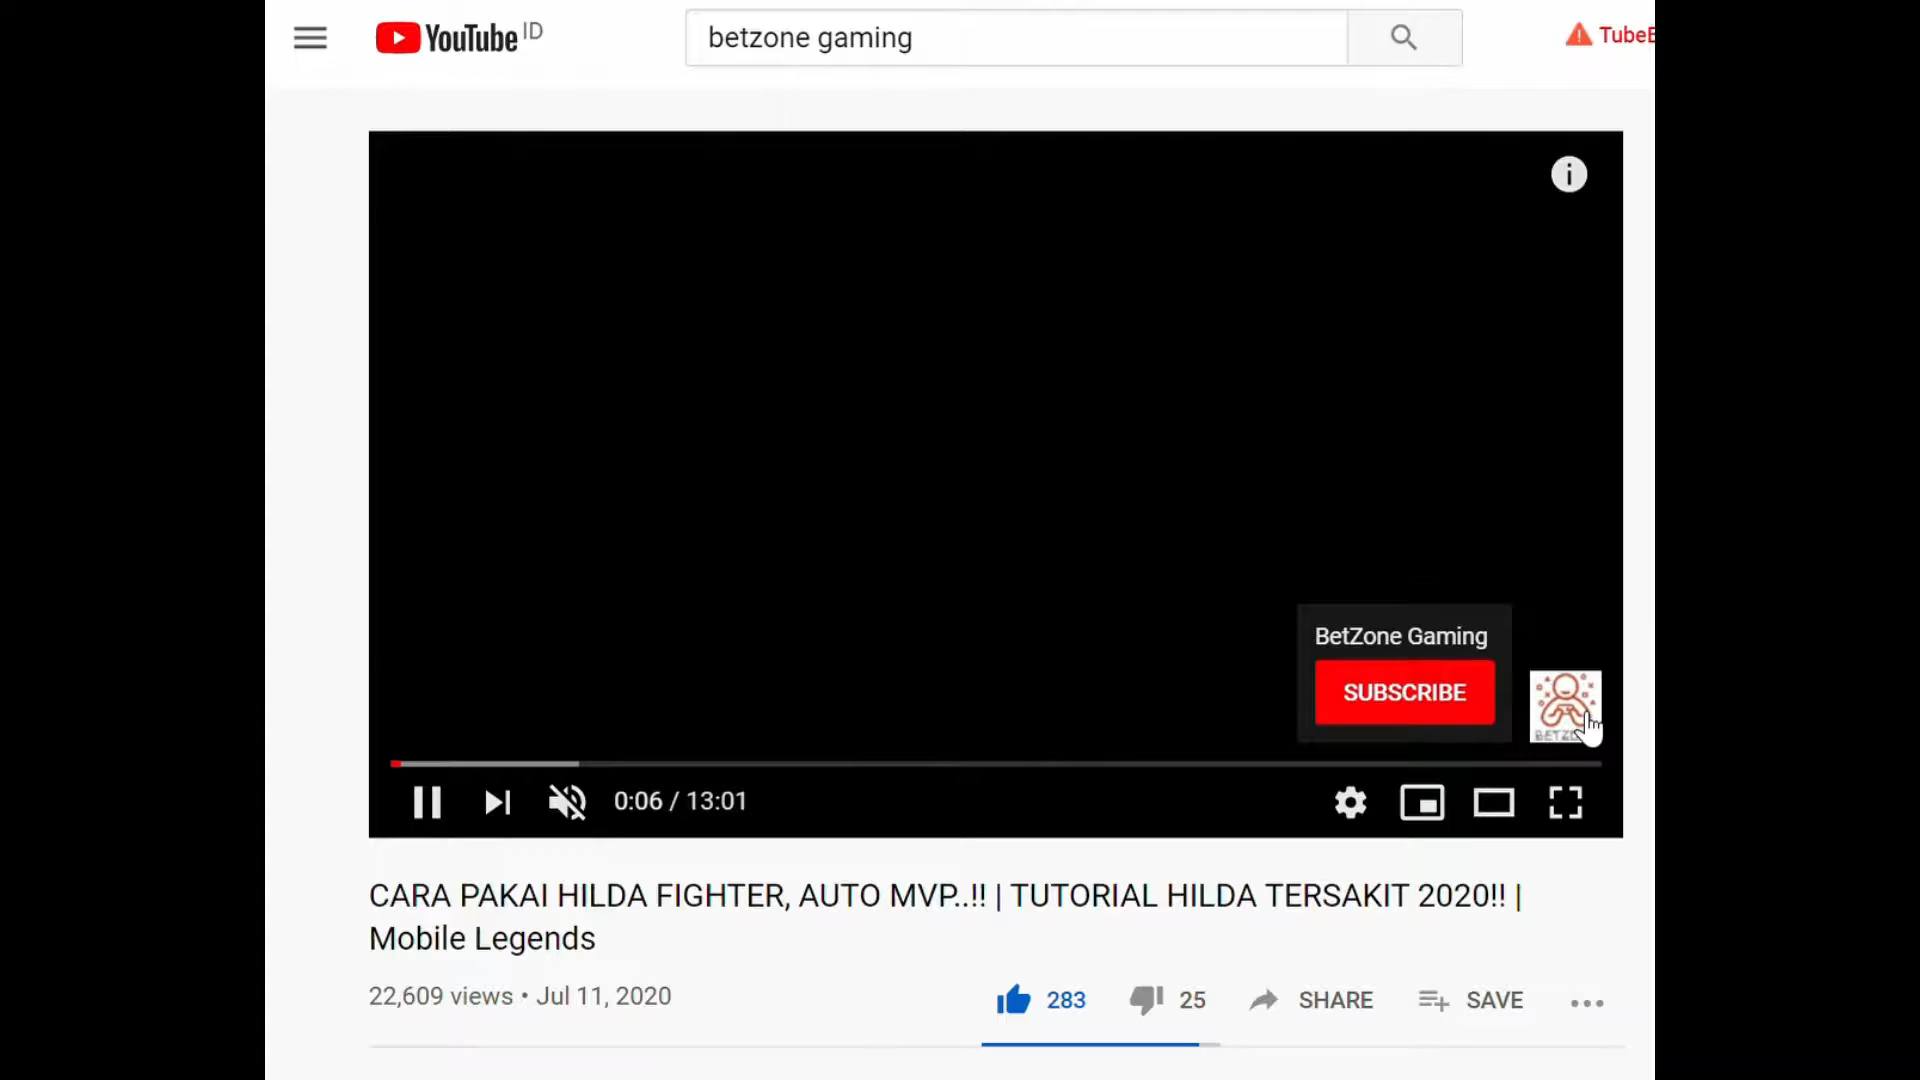 YouTube ID
betzone gaming
TubeB
BetZone Gaming
SUBSCRIBE
0:06 / 13:01
CARA PAKAI HILDA FIGHTER, AUTO MVP..!! | TUTORIAL HILDA TERSAKIT 2020!! |
Mobile Legends
22,609 views • Jul 11, 2020
283
25
SHARE
SAVE